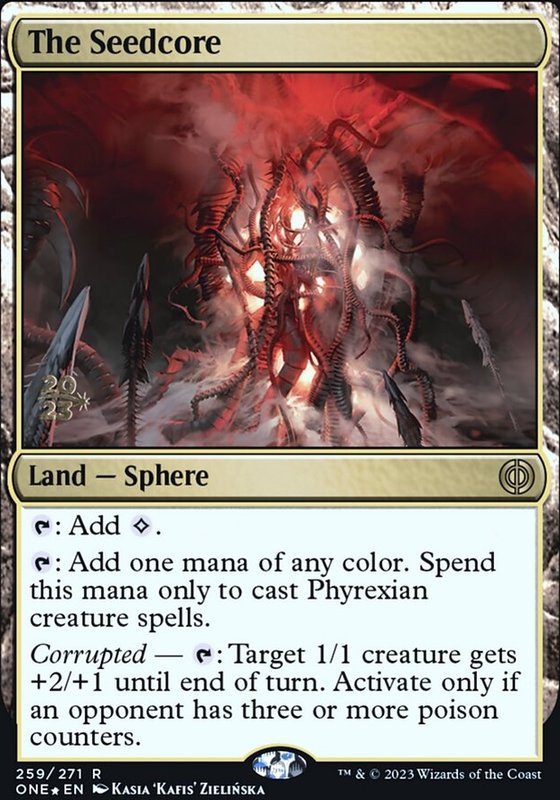 The Seedcore
20
23
Land — Sphere
: Add .
: Add one mana of any color. Spend
this mana only to cast Phyrexian
creature spells.
Corrupted — : Target 1/1 creature gets
+2/+1 until end of turn. Activate only if
an opponent has three or more poison
counters.
259/271 R
ONE★EN KASIA ‘KAFIS’ ZIELIŃSKA
™ & © 2023 Wizards of the Coast